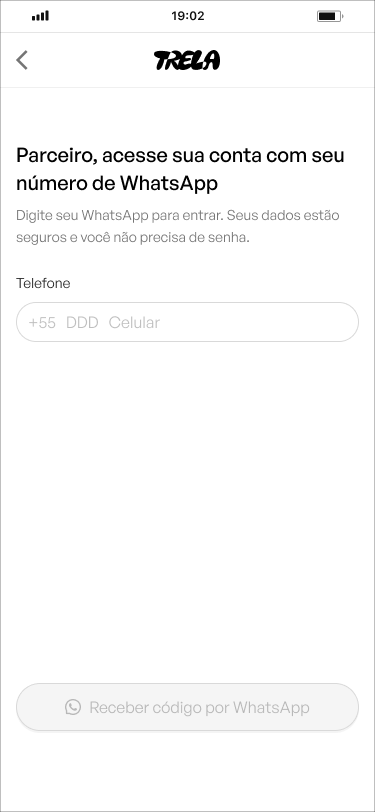 19:02
TRELA
Parceiro, acesse sua conta com seu
número de WhatsApp
Digite seu WhatsApp para entrar. Seus dados estão
seguros e você não precisa de senha.
Telefone
+55 DDD Celular
Receber código por WhatsApp